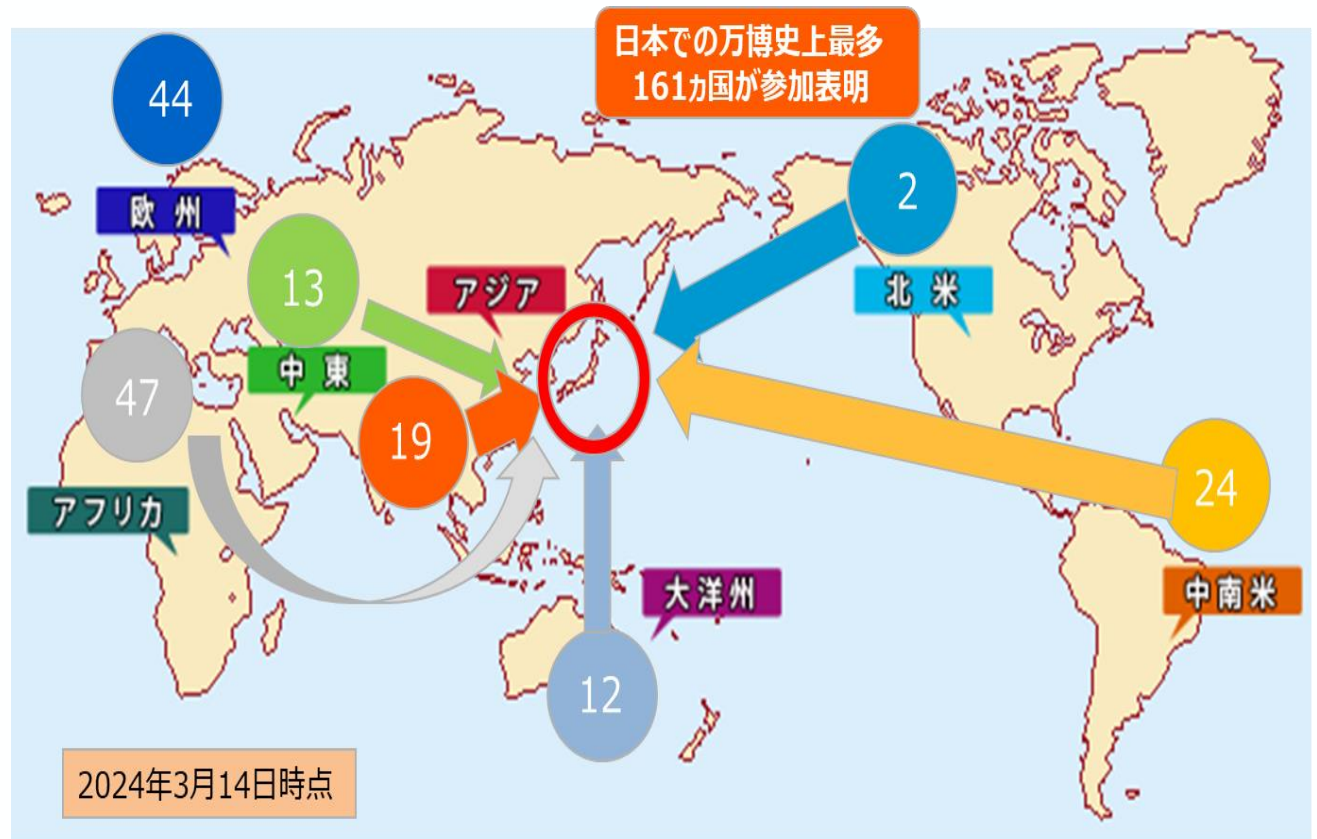 日本での万博史上最多
161ヵ国が参加表明
44
2
欧州
13
アジア
北米
中東
47
19
24
アフリカ
大洋州
中南米
12
2024年3月14日時点